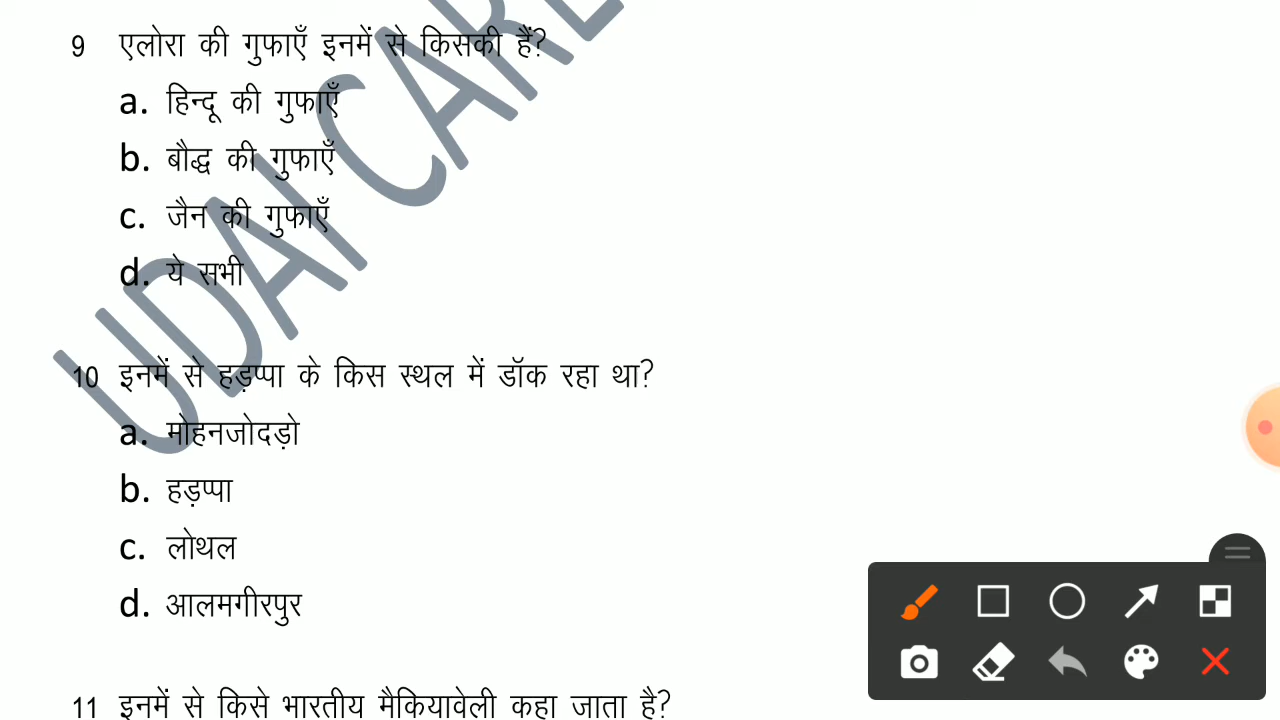 9 एलोरा की गुफाएँ इनमें से किसकी हैं?
a. हिन्दू की गुफाएँ
b. बौद्ध की गुफाएँ
c. जैन की गुफाएँ
d. ये सभी
10 इनमें से हड़प्पा के किस स्थल में डॉक रहा था?
a. मोहनजोदड़ो
b. हड़प्पा
c. लोथल
d. आलमगीरपुर
11 इनमें से किसे भारतीय मैकियावेली कहा जाता है?
UDAI CARE